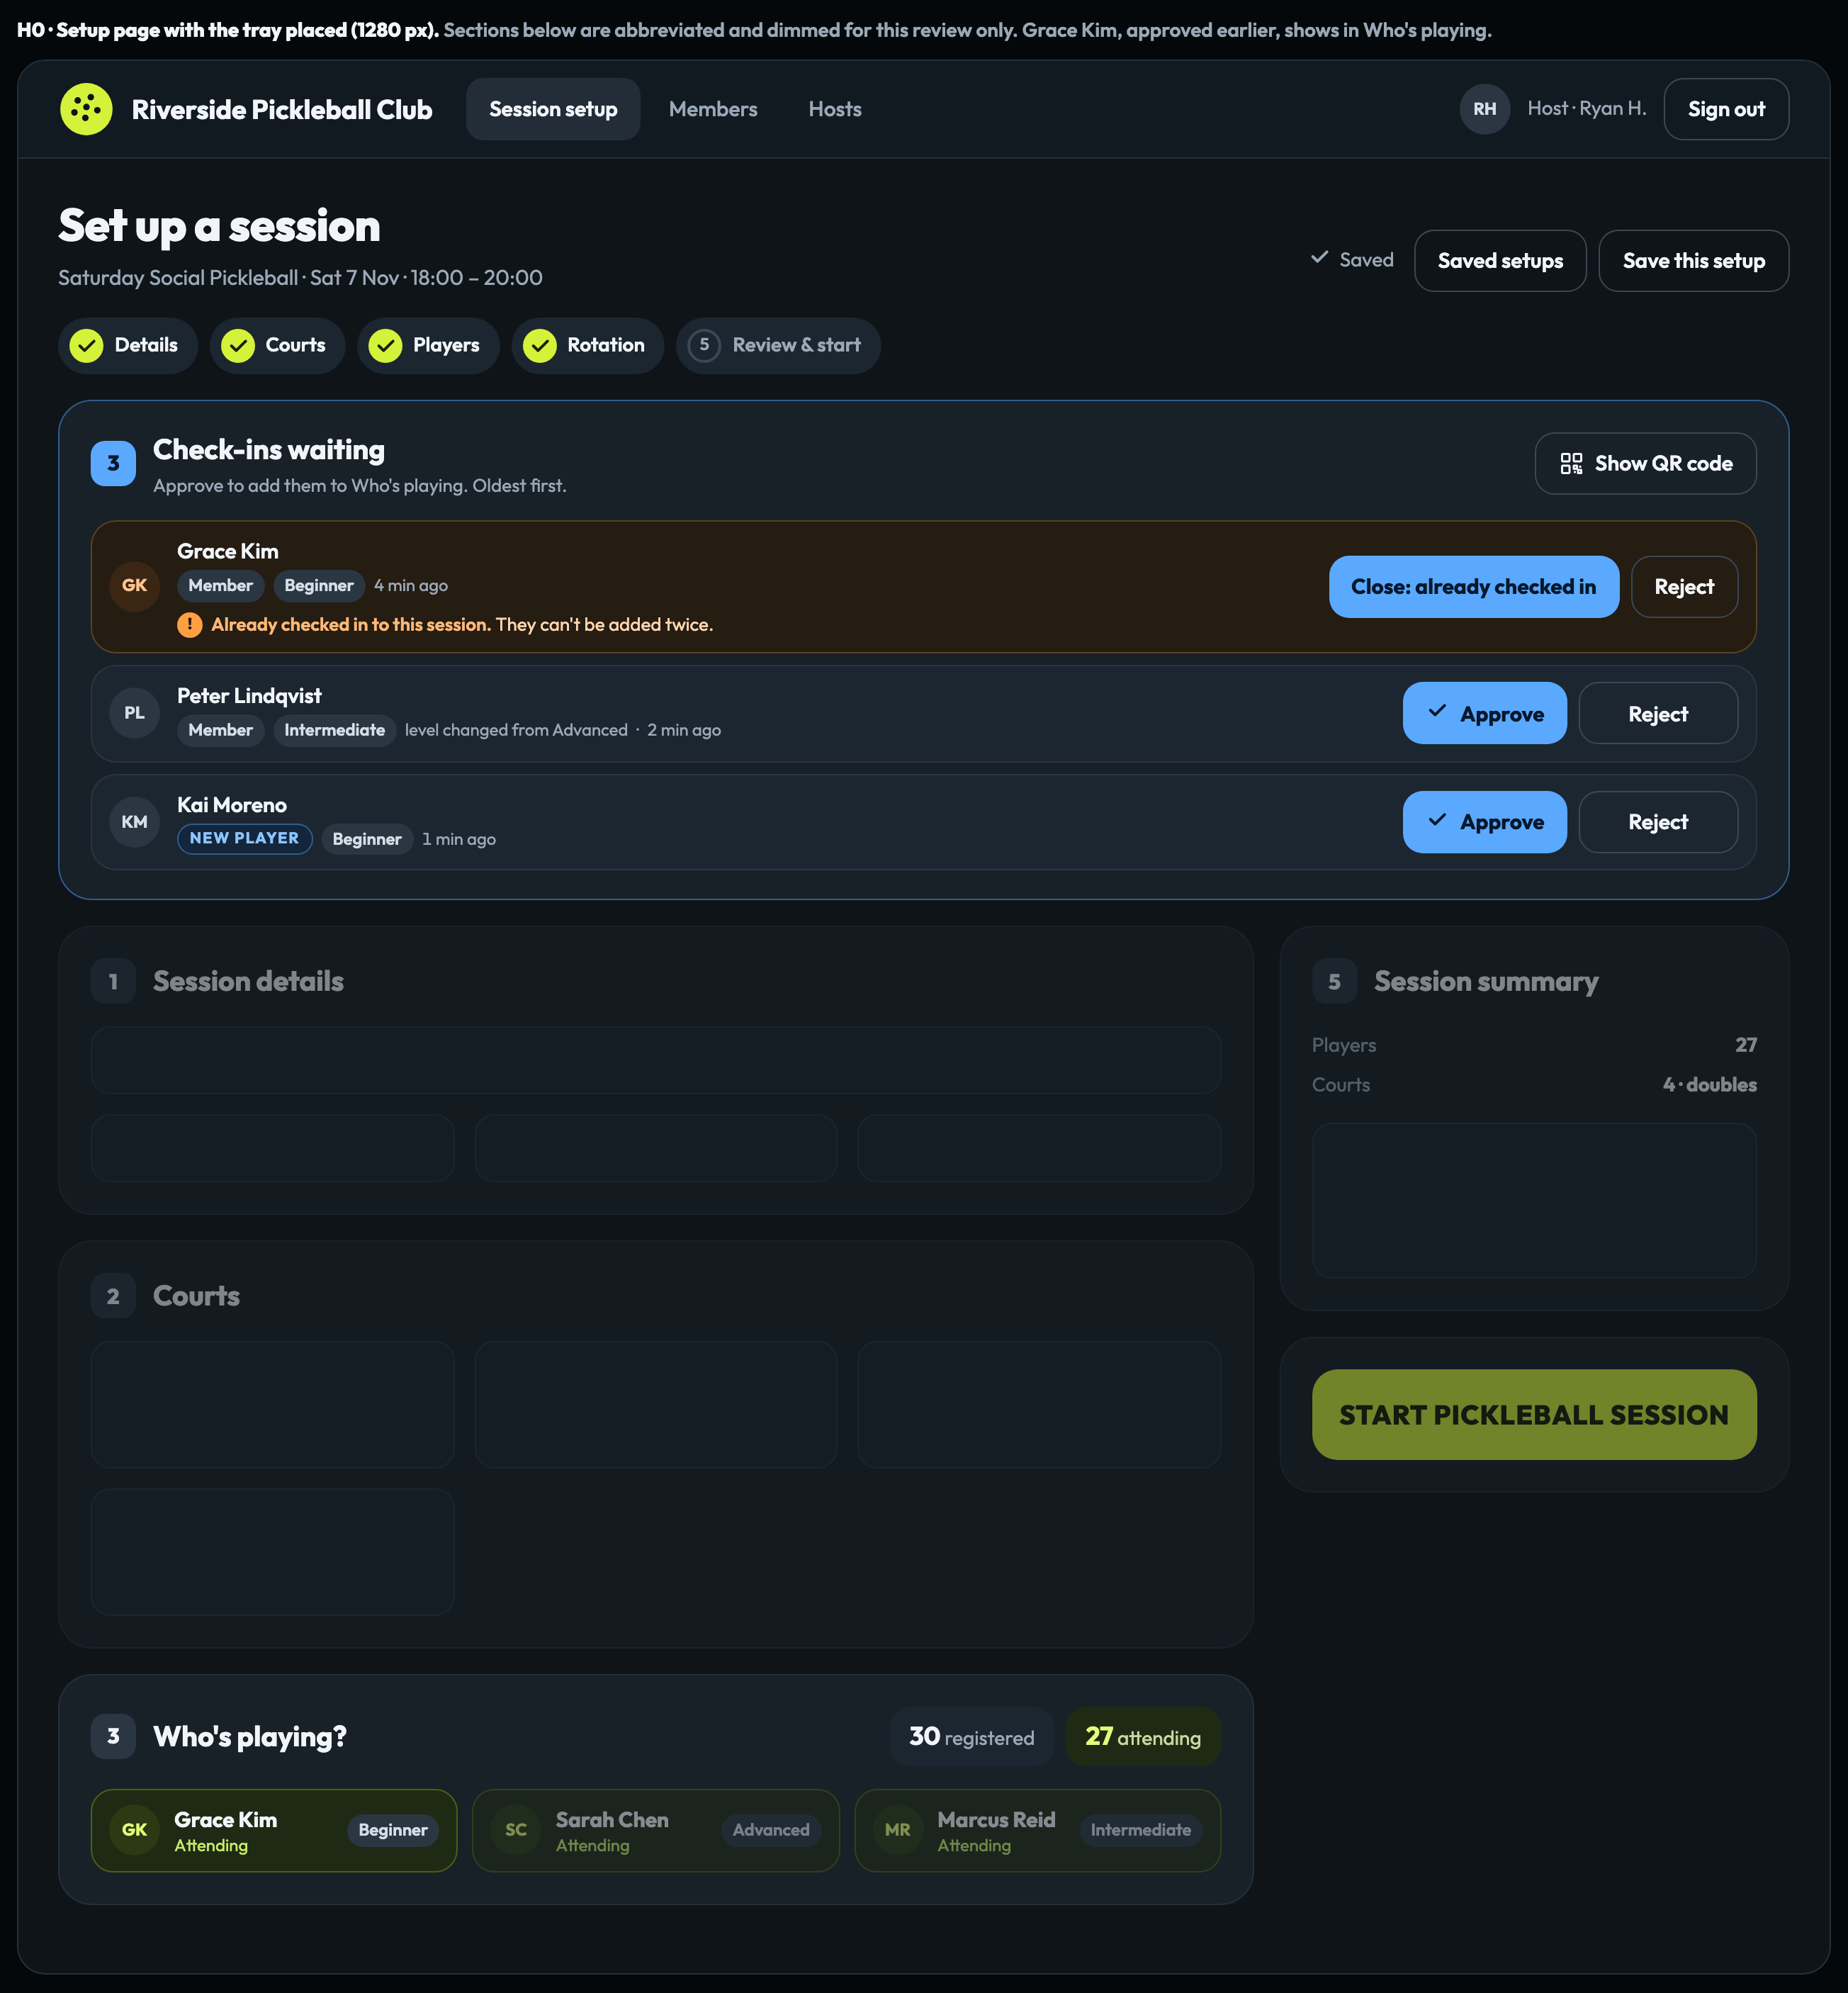 H0 · Setup page with the tray placed (1280 px). Sections below are abbreviated and dimmed for this review only. Grace Kim, approved earlier, shows in Who's playing.
Riverside Pickleball Club
Session setup
Members
Hosts
RH
Host · Ryan H.
Sign out
Set up a session
Saturday Social Pickleball · Sat 7 Nov · 18:00 – 20:00
Saved
Saved setups
Save this setup
Details
Courts
Players
Rotation
5 Review & start
3
Check-ins waiting
Approve to add them to Who's playing. Oldest first.
Show QR code
GK
Grace Kim
Member Beginner 4 min ago
! Already checked in to this session. They can't be added twice.
Close: already checked in
Reject
PL
Peter Lindqvist
Member Intermediate level changed from Advanced · 2 min ago
Approve
Reject
KM
Kai Moreno
NEW PLAYER Beginner 1 min ago
Approve
Reject
1 Session details
5 Session summary
Players 27
Courts 4 · doubles
2 Courts
START PICKLEBALL SESSION
3 Who's playing?
30 registered
27 attending
GK
Grace Kim
Attending
Beginner
SC
Sarah Chen
Attending
Advanced
MR
Marcus Reid
Attending
Intermediate